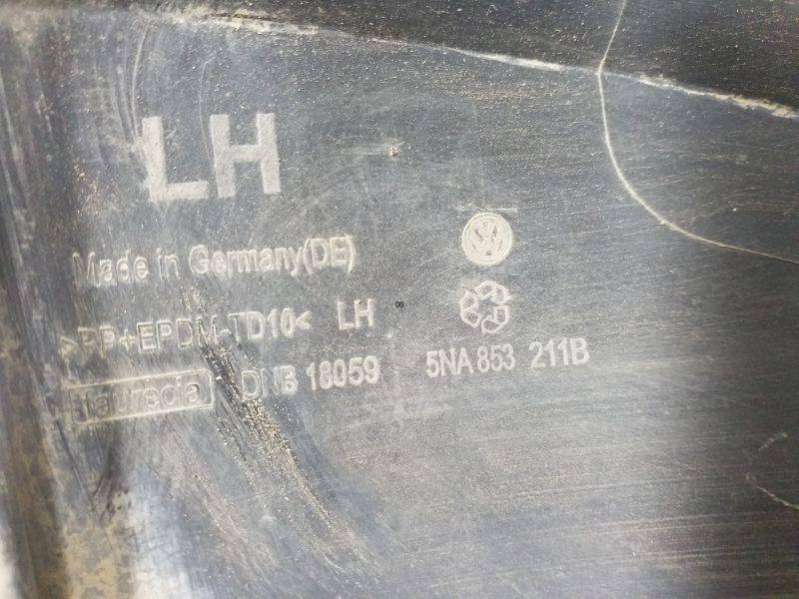 LH
Made in Germany(DE)
>PP+EPDM-TD10< LH
faurecia DNB 18059 5NA 853 211B